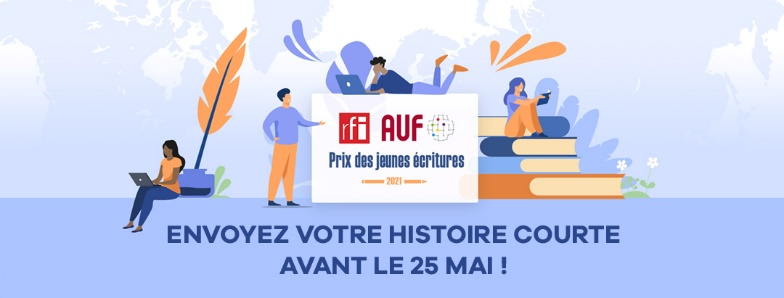 rfi AUF
Prix des jeunes écritures
2021
ENVOYEZ VOTRE HISTOIRE COURTE
AVANT LE 25 MAI !